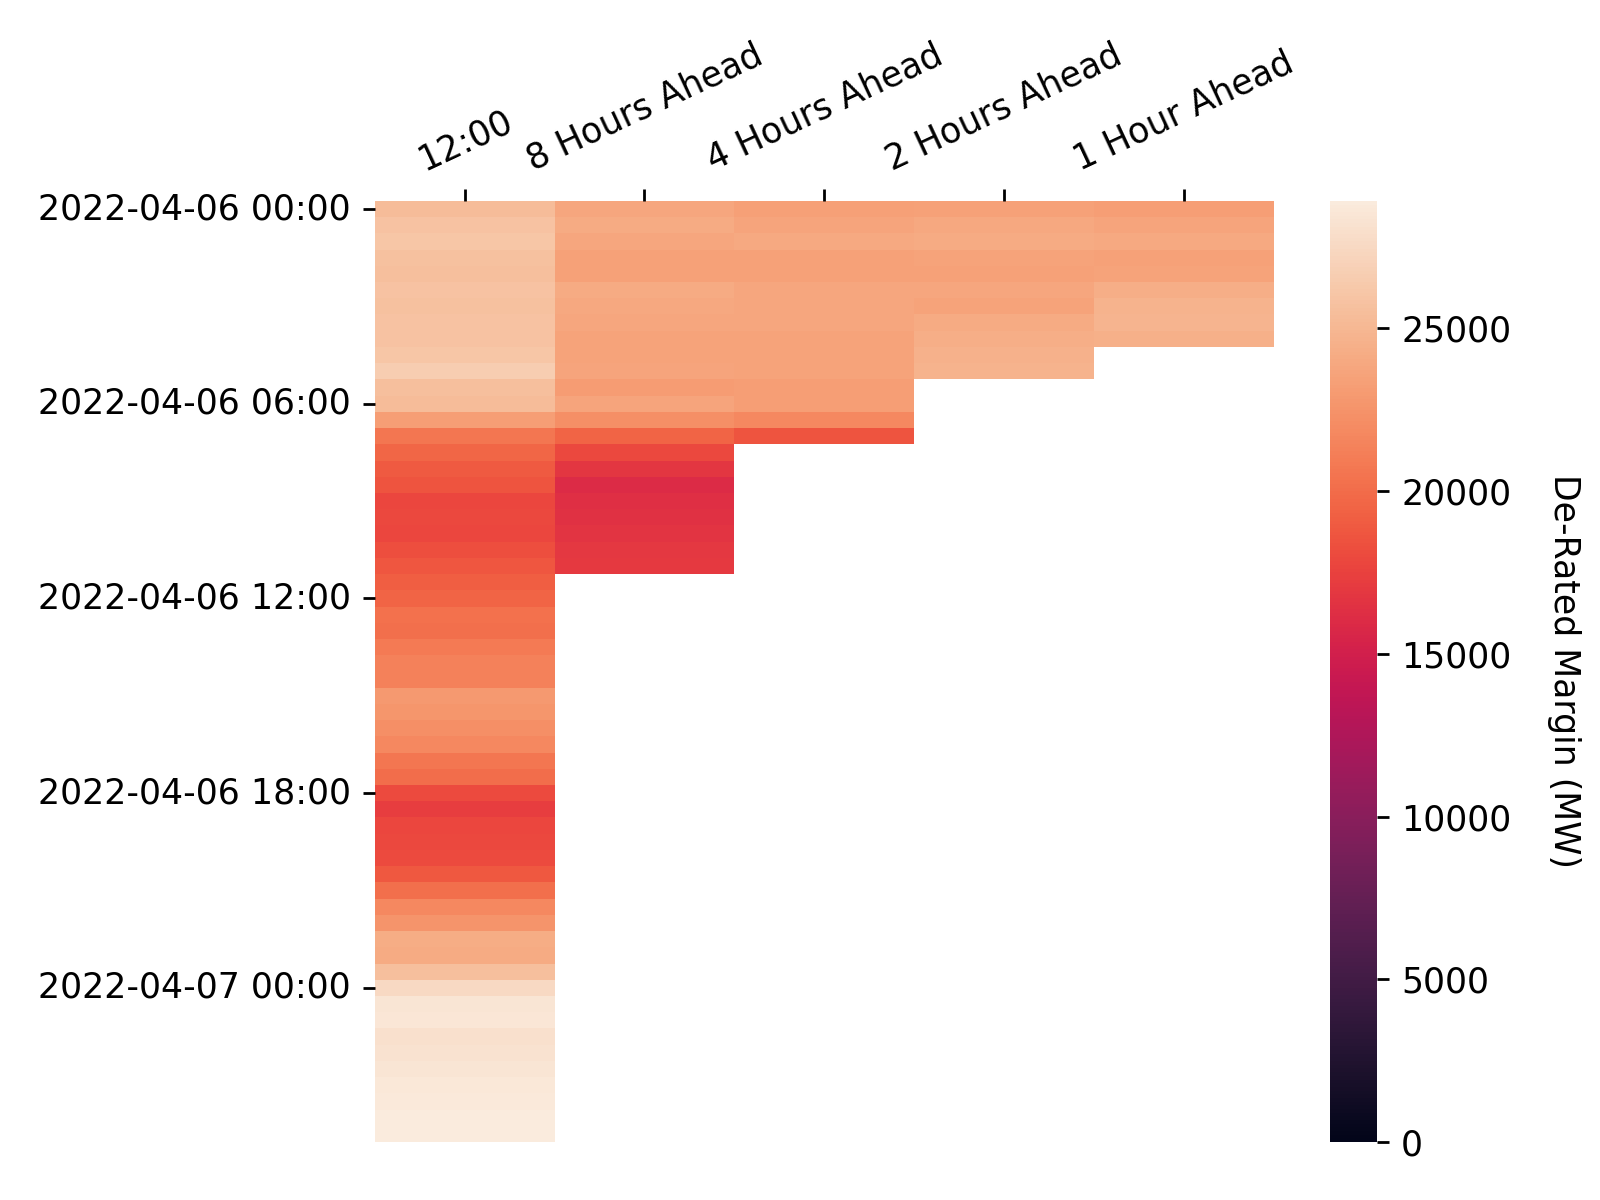 12:00
8 Hours Ahead
4 Hours Ahead
2 Hours Ahead
1 Hour Ahead
2022-04-06 00:00
2022-04-06 06:00
2022-04-06 12:00
2022-04-06 18:00
2022-04-07 00:00
25000
20000
15000
10000
5000
0
De-Rated Margin (MW)